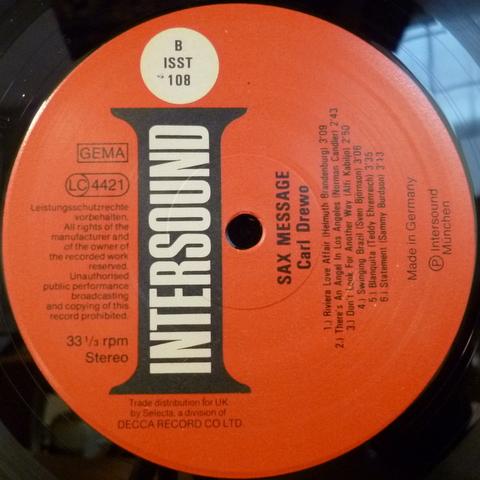 B
ISST
108
GEMA
LC 4421
Leistungsschutzrechte
vorbehalten.
All rights of the
manufacturer and
of the owner of
the recorded work
reserved.
Unauthorised
public performance
broadcasting
and copying of this
record prohibited.
33 1/3 rpm
Stereo
INTERSOUND
Trade distribution for UK
by Selecta, a division of
DECCA RECORD CO LTD.
SAX MESSAGE
Carl Drewo
1.) Riviera Love Affair (Helmuth Brandenburg) 3'09
2.) There's An Angel In Los Angeles (Norman Candler) 2'43
3.) Don't Look For Another Way (Ath Kabiljo) 2'50
4.) Swinging Brazil (Sven Björnson) 3'06
5.) Blanquita (Teddy Ehrenreich) 3'35
6.) Statement (Sammy Burdson) 3'13
Made in Germany
Ⓟ Intersound
München